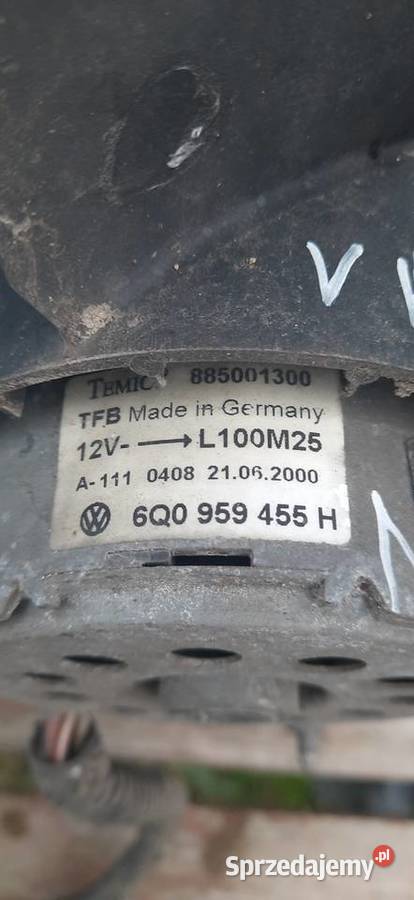 V
TEMIC 885001300
TFB Made in Germany
12V- → L100M25
A-111 0408 21.06.2000
6Q0 959 455 H
Sprzedajemy.pl